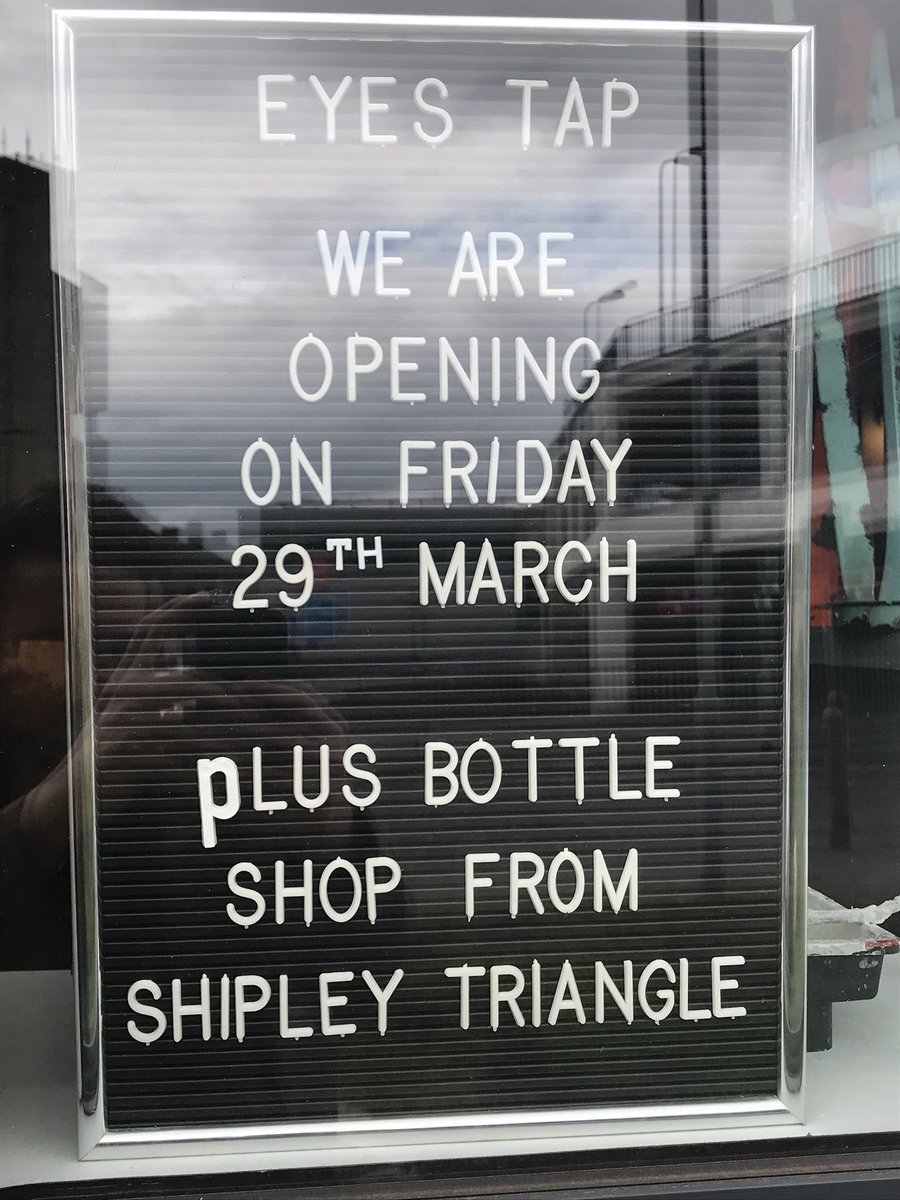 EYES TAP
WE ARE
OPENING
ON FRIDAY
29TH MARCH
pLUS BOTTLE
SHOP FROM
SHIPLEY TRIANGLE